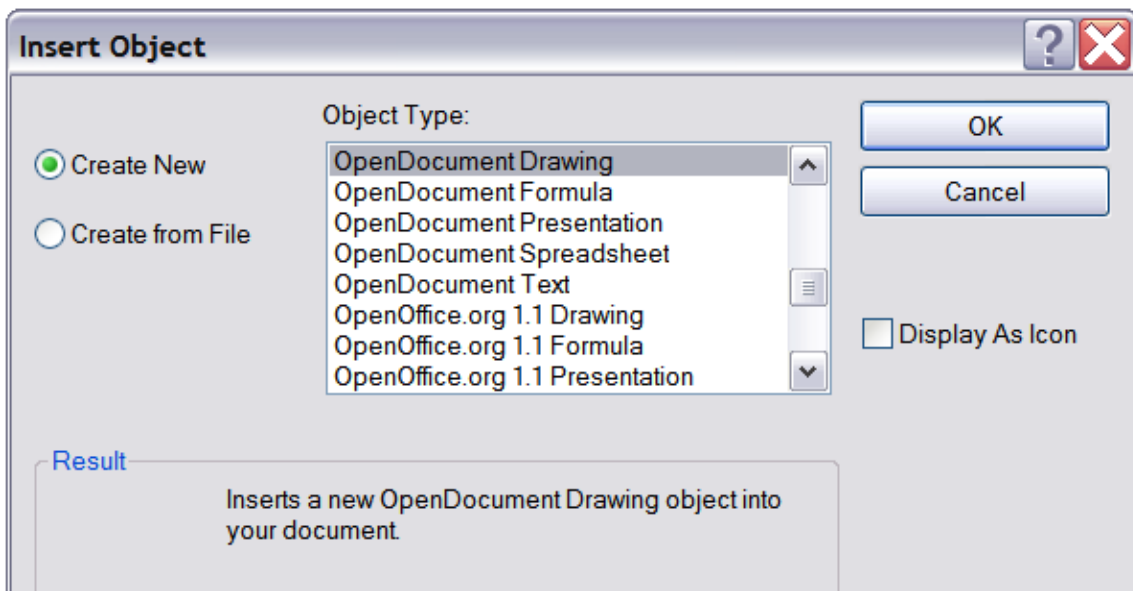 Insert Object
Object Type:
Create New
Create from File
OpenDocument Drawing
OpenDocument Formula
OpenDocument Presentation
OpenDocument Spreadsheet
OpenDocument Text
OpenOffice.org 1.1 Drawing
OpenOffice.org 1.1 Formula
OpenOffice.org 1.1 Presentation
OK
Cancel
Display As Icon
Result
Inserts a new OpenDocument Drawing object into
your document.